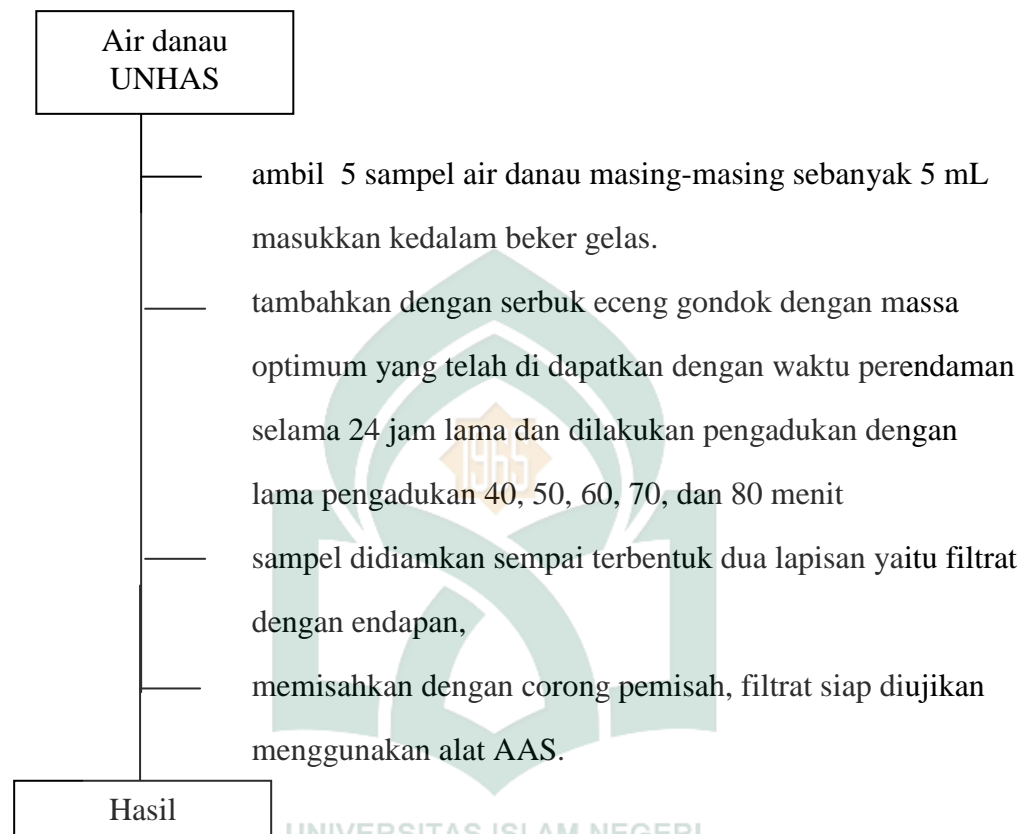 Air danau
UNHAS
ambil 5 sampel air danau masing-masing sebanyak 5 mL
masukkan kedalam beker gelas.
tambahkan dengan serbuk eceng gondok dengan massa
optimum yang telah di dapatkan dengan waktu perendaman
selama 24 jam lama dan dilakukan pengadukan dengan
lama pengadukan 40, 50, 60, 70, dan 80 menit
sampel didiamkan sempai terbentuk dua lapisan yaitu filtrat
dengan endapan,
memisahkan dengan corong pemisah, filtrat siap diujikan
menggunakan alat AAS.
Hasil
1965
UNIVERSITAS ISLAM NEGERI